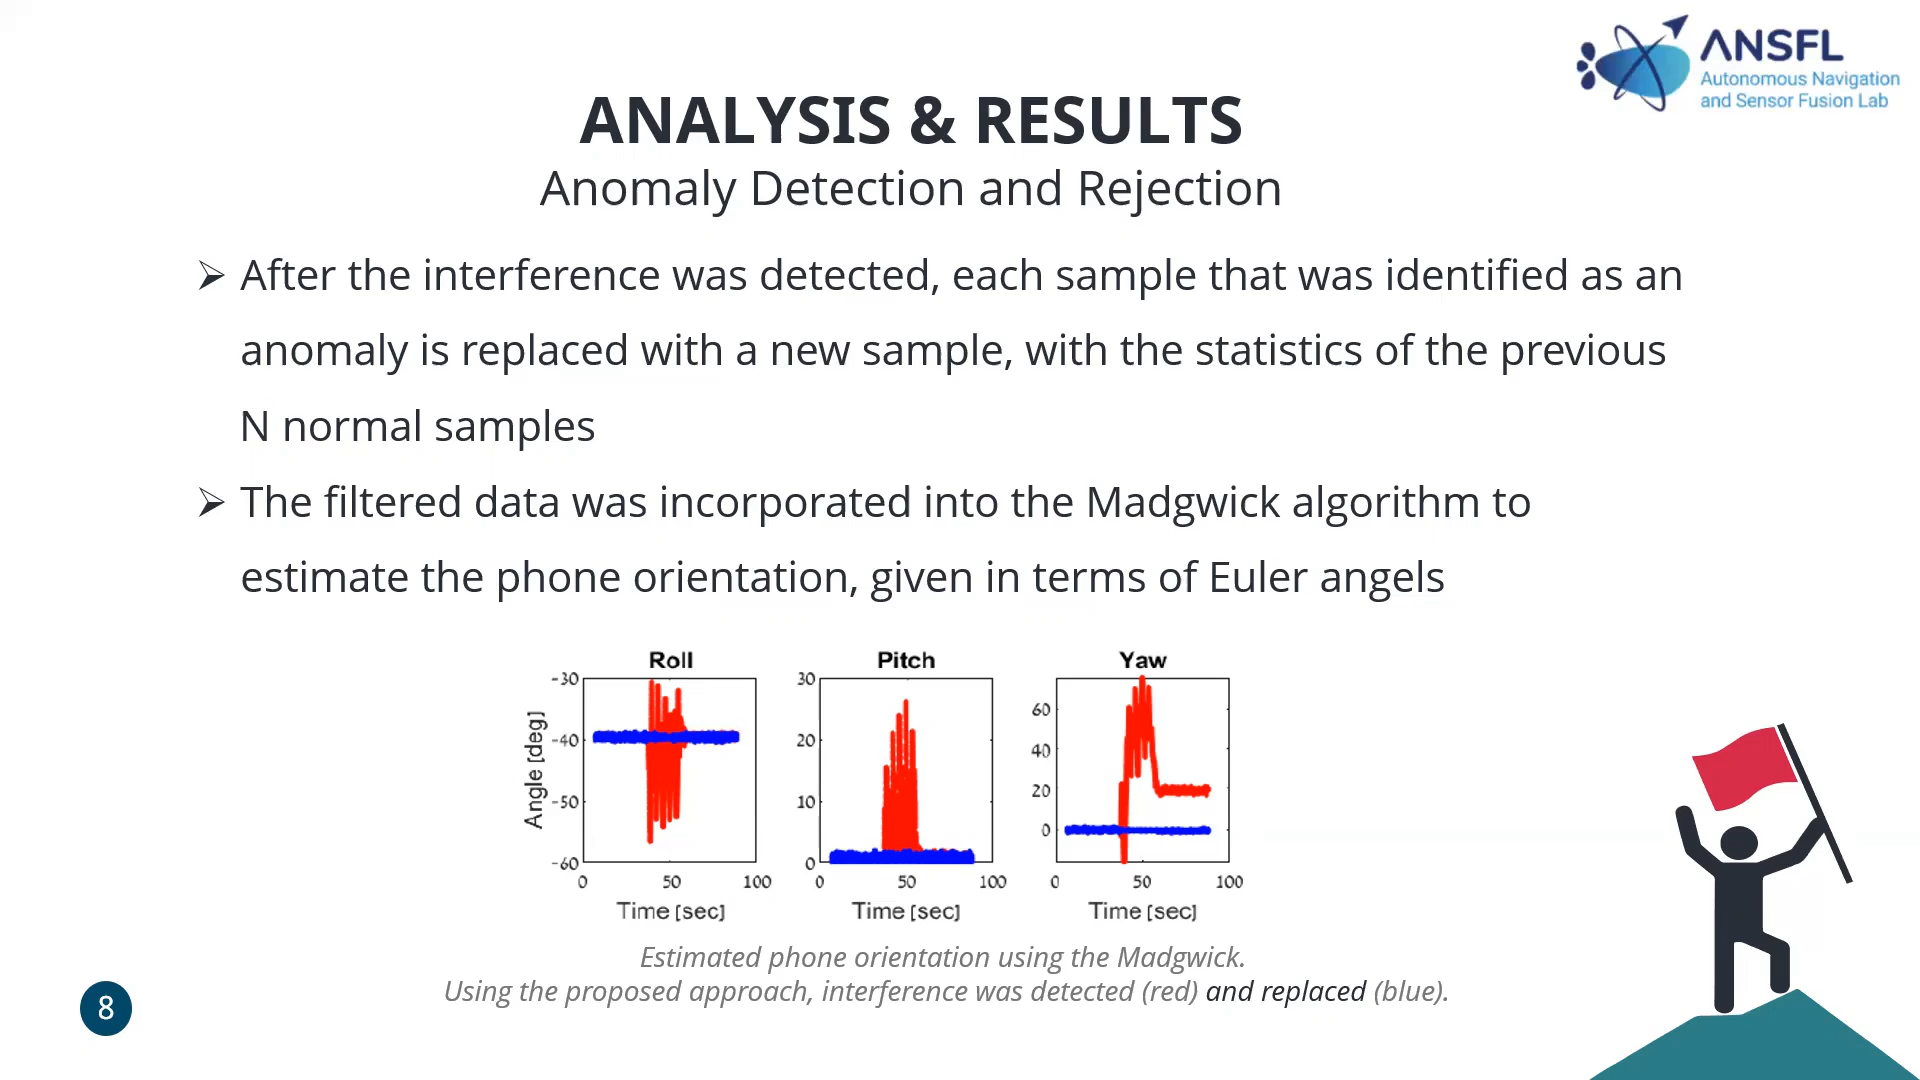 ANSFL
Autonomous Navigation
and Sensor Fusion Lab
ANALYSIS & RESULTS
Anomaly Detection and Rejection
➢ After the interference was detected, each sample that was identified as an
anomaly is replaced with a new sample, with the statistics of the previous
N normal samples
➢ The filtered data was incorporated into the Madgwick algorithm to
estimate the phone orientation, given in terms of Euler angels
Roll
Angle [deg]
-30
-40
-50
-60
0 50 100
Time [sec]
Pitch
30
20
10
0
0 50 100
Time [sec]
Yaw
60
40
20
0
0 50 100
Time [sec]
Estimated phone orientation using the Madgwick.
Using the proposed approach, interference was detected (red) and replaced (blue).
8